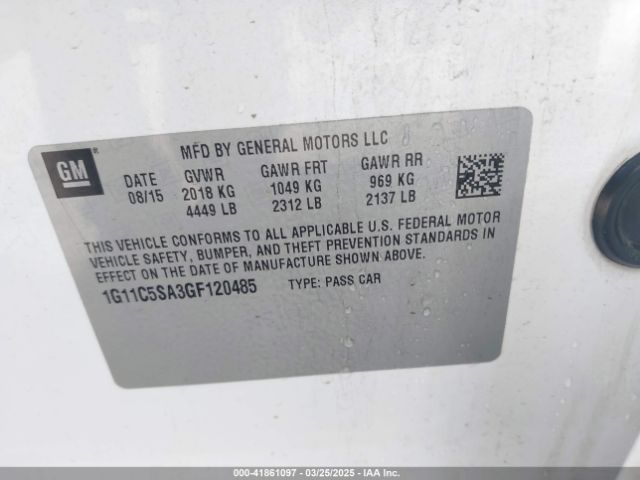 MFD BY GENERAL MOTORS LLC
GM
DATE GVWR GAWR FRT GAWR RR
08/15 2018 KG 1049 KG 969 KG
4449 LB 2312 LB 2137 LB
THIS VEHICLE CONFORMS TO ALL APPLICABLE U.S. FEDERAL MOTOR
VEHICLE SAFETY, BUMPER, AND THEFT PREVENTION STANDARDS IN
EFFECT ON THE DATE OF MANUFACTURE SHOWN ABOVE.
1G11C5SA3GF120485 TYPE: PASS CAR
000-41861097 - 03/25/2025 - IAAI.COM